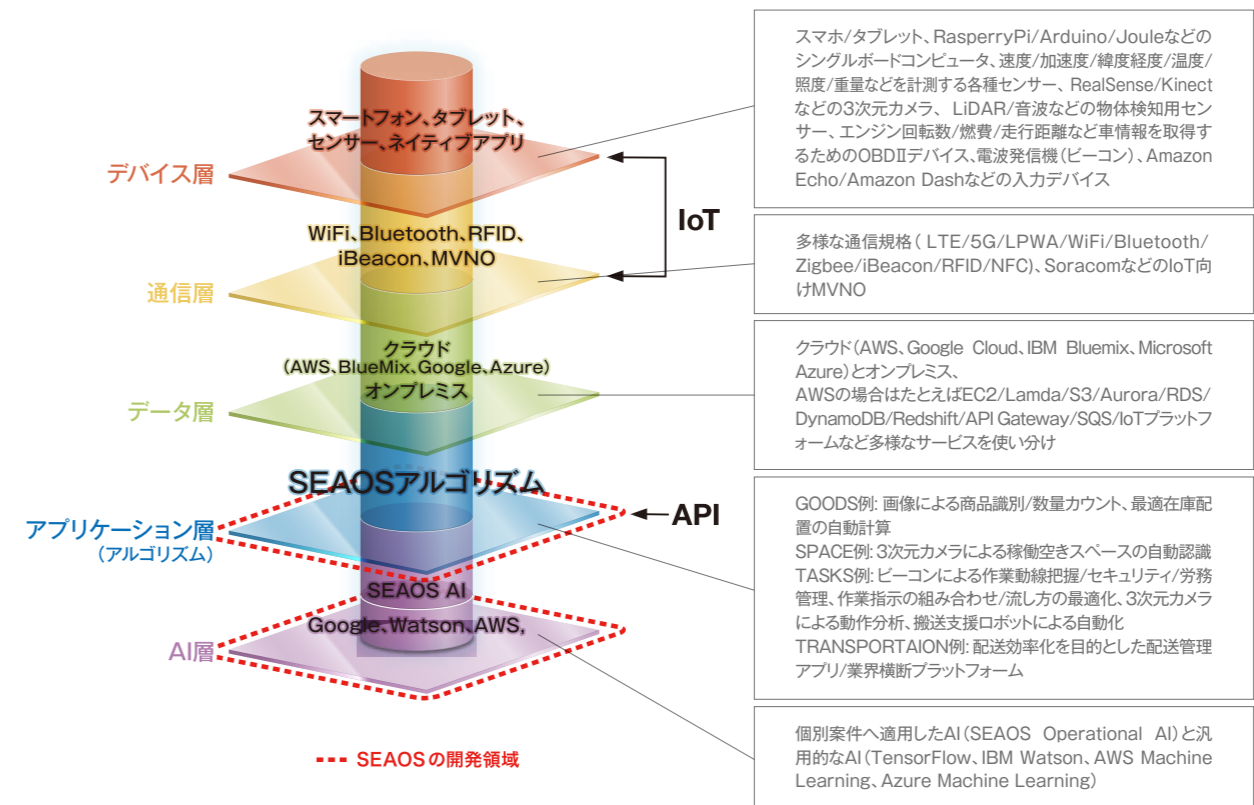 スマートフォン、タブレット、
センサー、ネイティブアプリ
デバイス層
WiFi、Bluetooth、RFID、
iBeacon、MVNO
通信層
IoT
クラウド
(AWS、BlueMix、Google、Azure)
オンプレミス
データ層
SEAOSアルゴリズム
API
アプリケーション層
(アルゴリズム)
SEAOS AI
Google、Watson、AWS,
AI層
SEAOSの開発領域
スマホ/タブレット、RasperryPi/Arduino/Jouleなどの
シングルボードコンピュータ、速度/加速度/緯度経度/温度/
照度/重量などを計測する各種センサー、RealSense/Kinect
などの3次元カメラ、LiDAR/音波などの物体検知用セン
サー、エンジン回転数/燃費/走行距離など車情報を取得す
るためのOBDⅡデバイス、電波発信機(ビーコン)、Amazon
Echo/Amazon Dashなどの入力デバイス
多様な通信規格( LTE/5G/LPWA/WiFi/Bluetooth/
Zigbee/iBeacon/RFID/NFC)、SoracomなどのIoT向
けMVNO
クラウド(AWS、Google Cloud、IBM Bluemix、Microsoft
Azure)とオンプレミス、
AWSの場合はたとえばEC2/Lamda/S3/Aurora/RDS/
DynamoDB/Redshift/API Gateway/SQS/IoTプラットフ
ォームなど多様なサービスを使い分け
GOODS例: 画像による商品識別/数量カウント、最適在庫配
置の自動計算
SPACE例: 3次元カメラによる稼働空きスペースの自動認識
TASKS例: ビーコンによる作業動線把握/セキュリティ/労務
管理、作業指示の組み合わせ/流し方の最適化、3次元カメラ
による動作分析、搬送支援ロボットによる自動化
TRANSPORTAION例: 配送効率化を目的とした配送管理
アプリ/業界横断プラットフォーム
個別案件へ適用したAI(SEAOS Operational AI)と汎
用的なAI(TensorFlow、IBM Watson、AWS Machine
Learning、Azure Machine Learning)